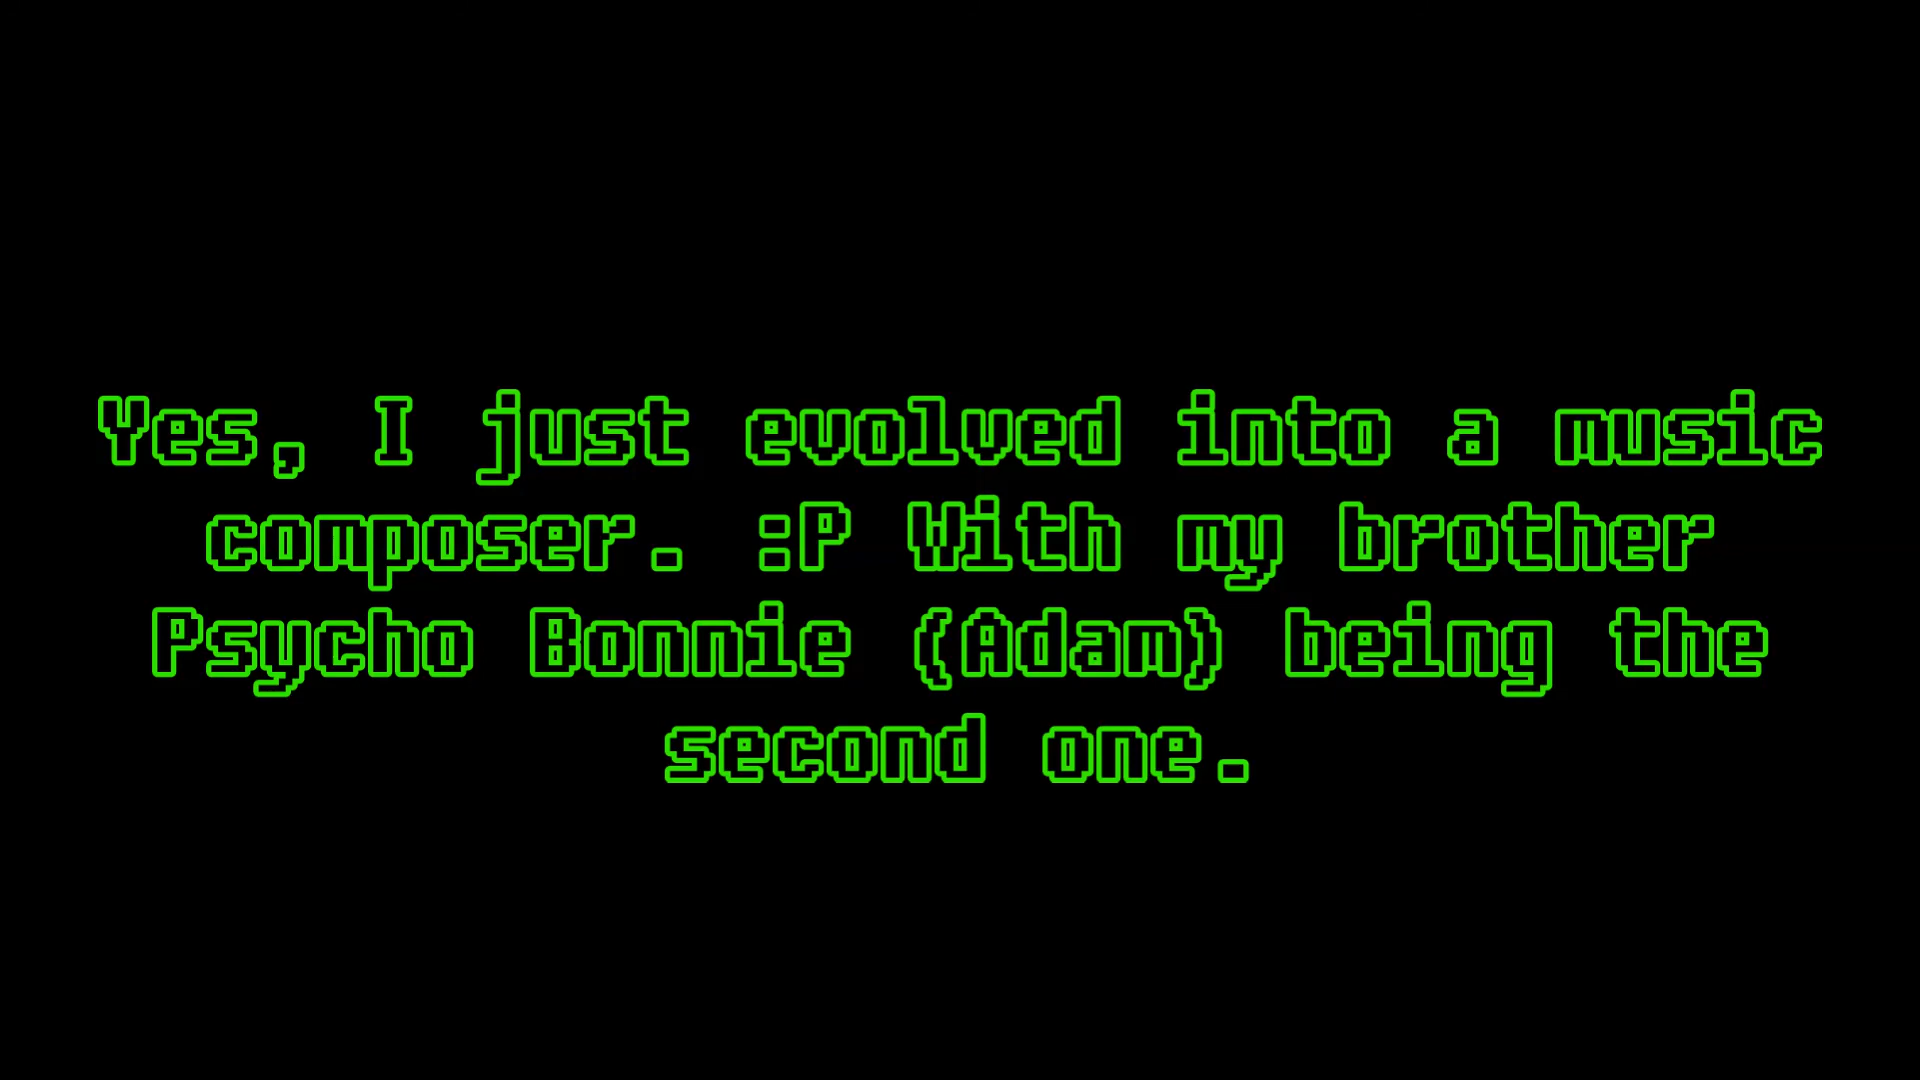 Yes, I just evolved into a music
composer. :P With my brother
Psycho Bonnie (Adam) being the
second one.